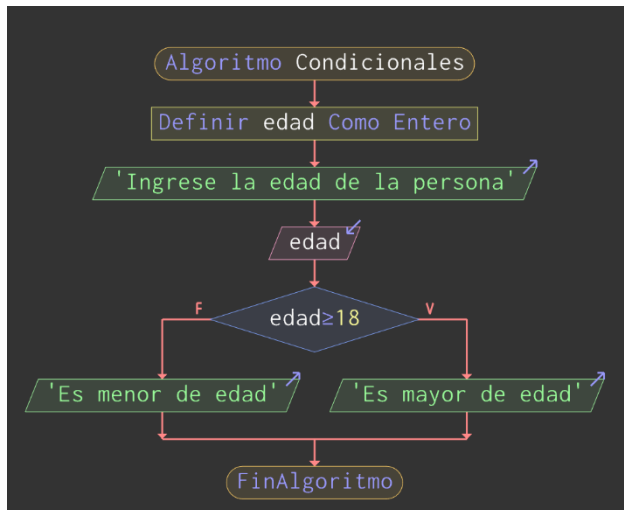 Algoritmo Condicionales
Definir edad Como Entero
'Ingrese la edad de la persona'
edad
F
edad≥18
V
'Es menor de edad'
'Es mayor de edad'
FinAlgoritmo